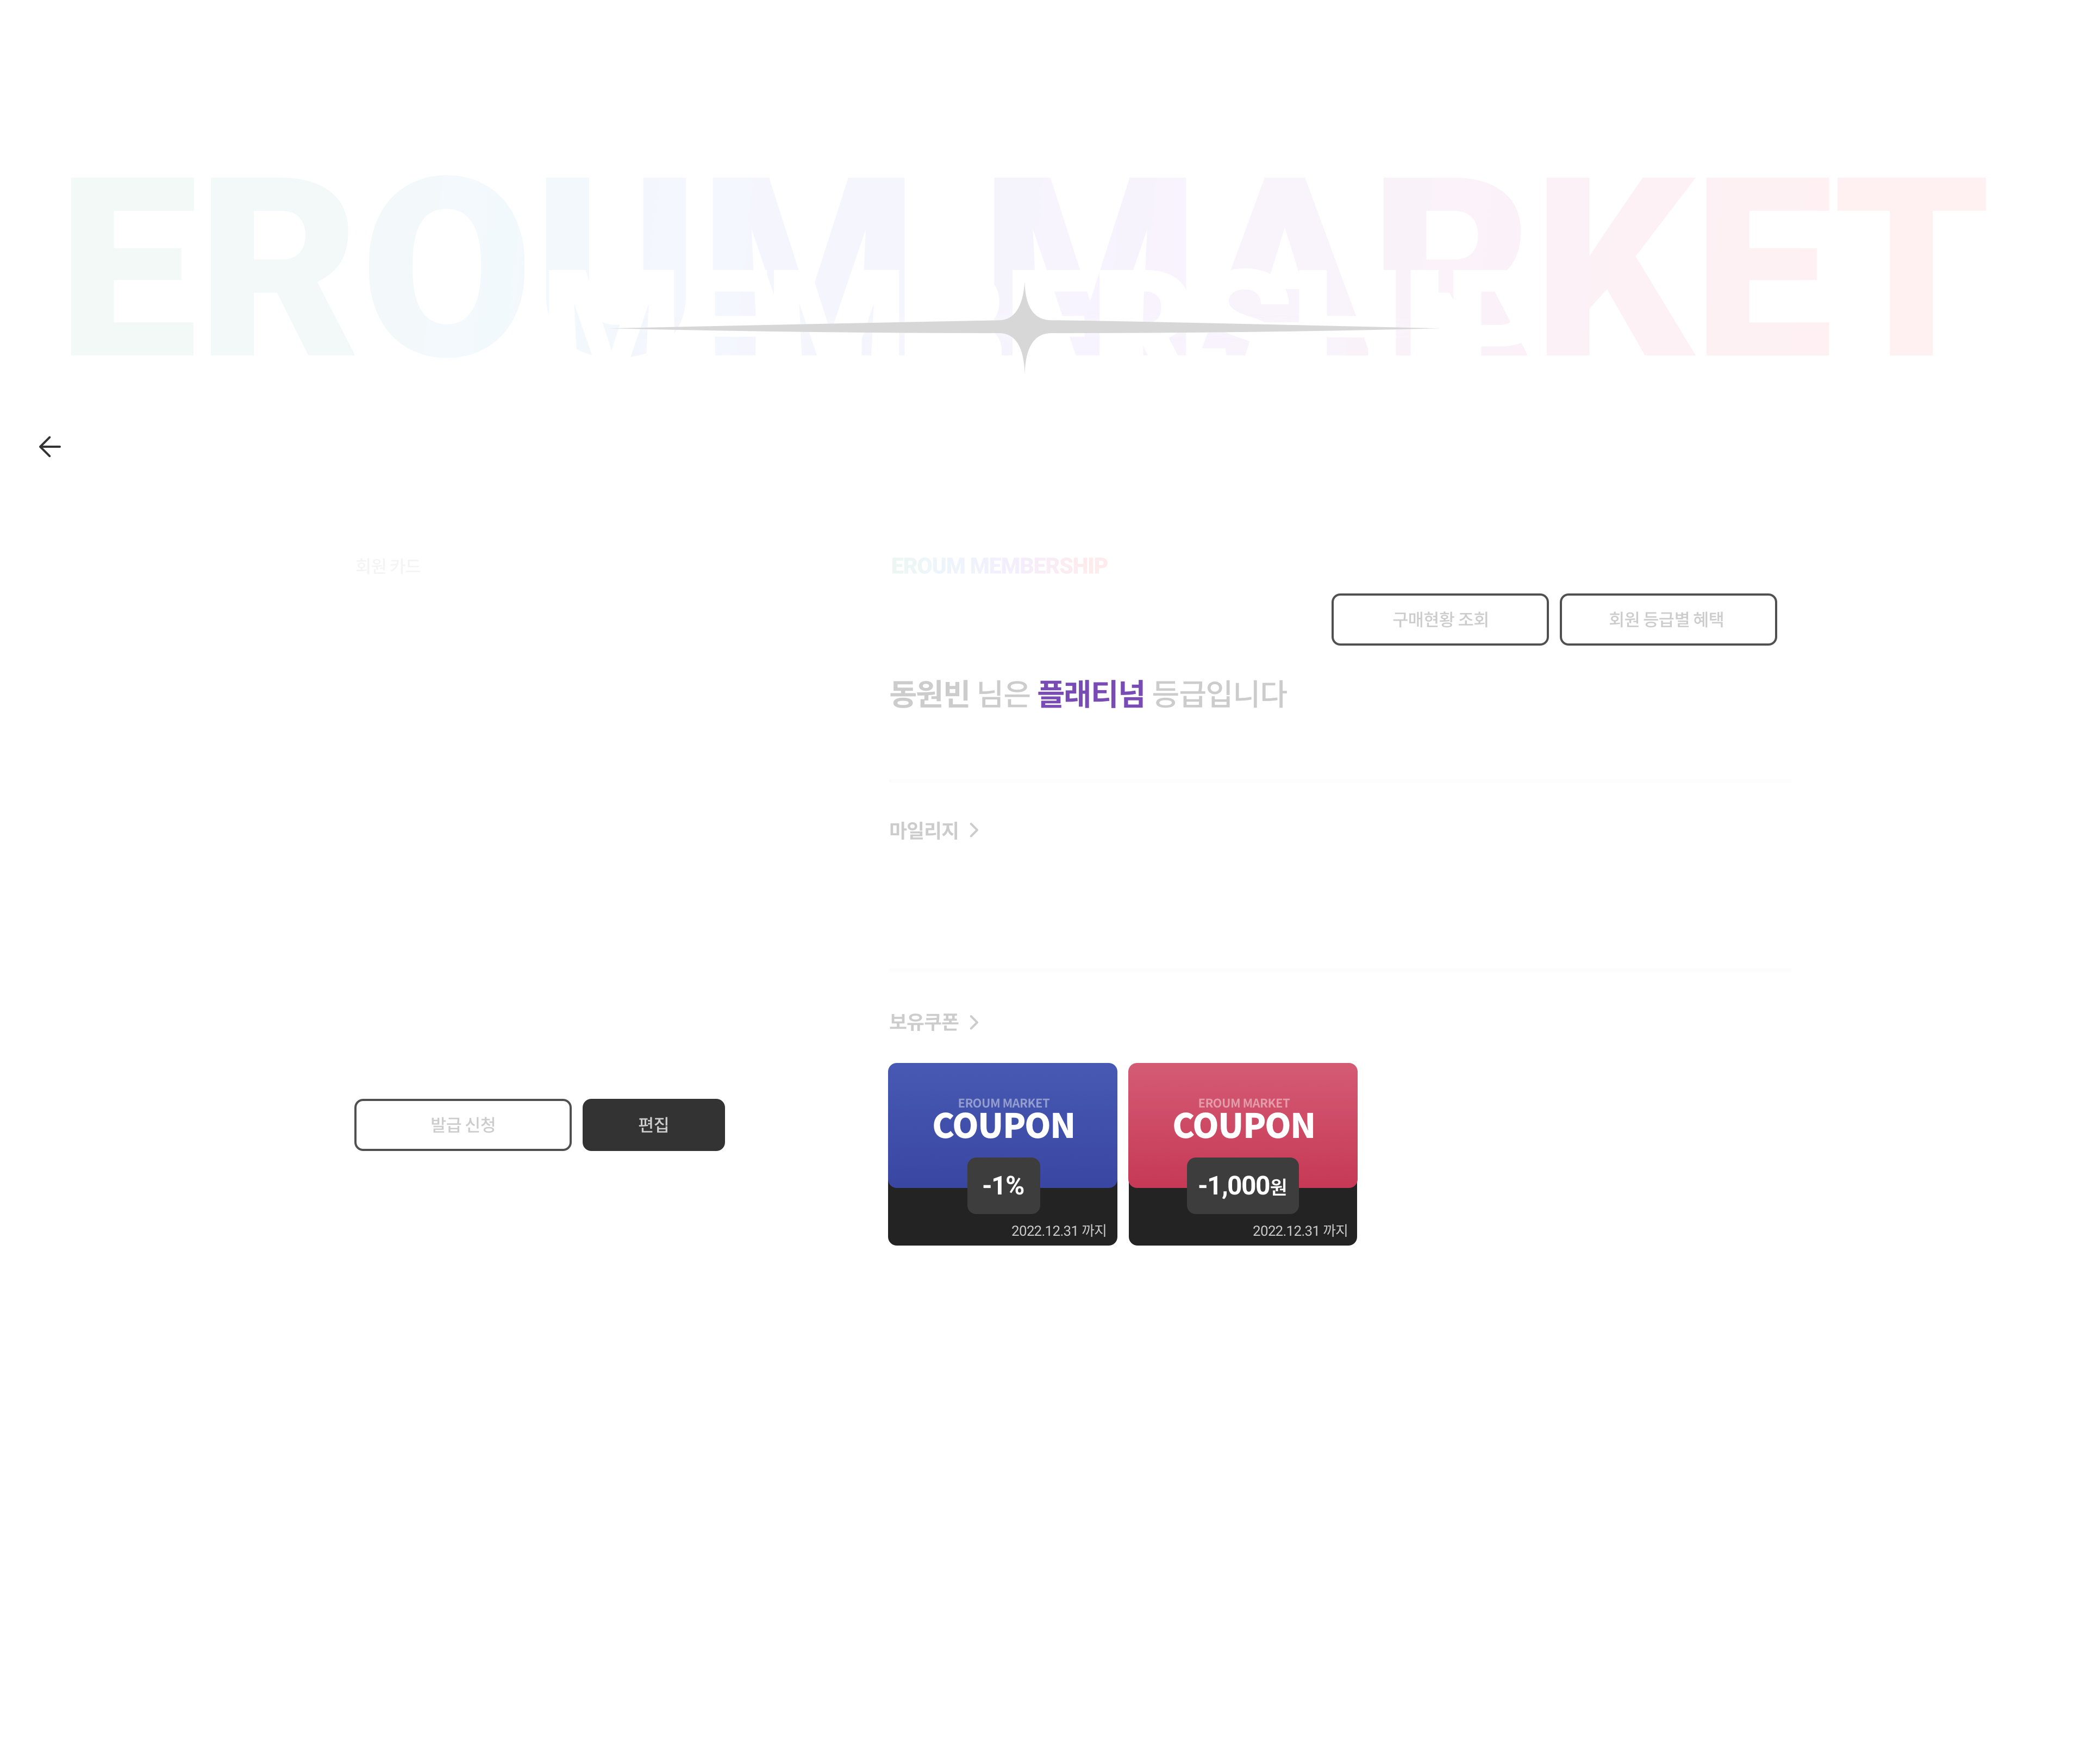 EROUM MARKET
MEMBERSHIP
회원 카드
EROUM MEMBERSHIP
구매현황 조회
회원 등급별 혜택
동원빈 님은 플래티넘 등급입니다
마일리지
보유쿠폰
발급 신청
편집
EROUM MARKET
COUPON
-1%
2022.12.31 까지
EROUM MARKET
COUPON
-1,000원
2022.12.31 까지